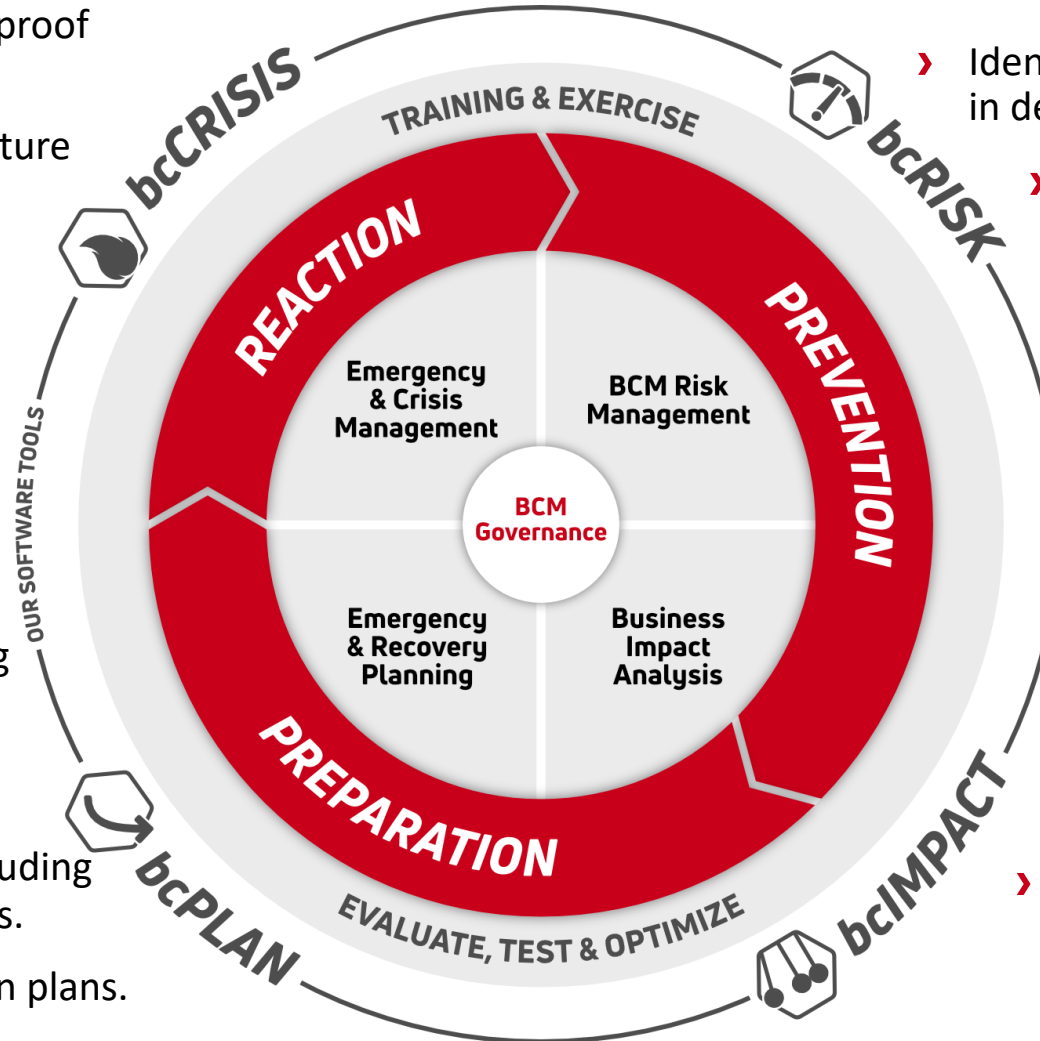 proof
ture
bcCRISIS
TRAINING & EXERCISE
bcRISK
› Iden
in de
›
REACTION
PREVENTION
Emergency
& Crisis
Management
BCM Risk
Management
BCM
Governance
OUR SOFTWARE TOOLS
g
Emergency
& Recovery
Planning
Business
Impact
Analysis
PREPARATION
EVALUATE, TEST & OPTIMIZE
bcPLAN
bcIMPACT
uding
s.
n plans.
›